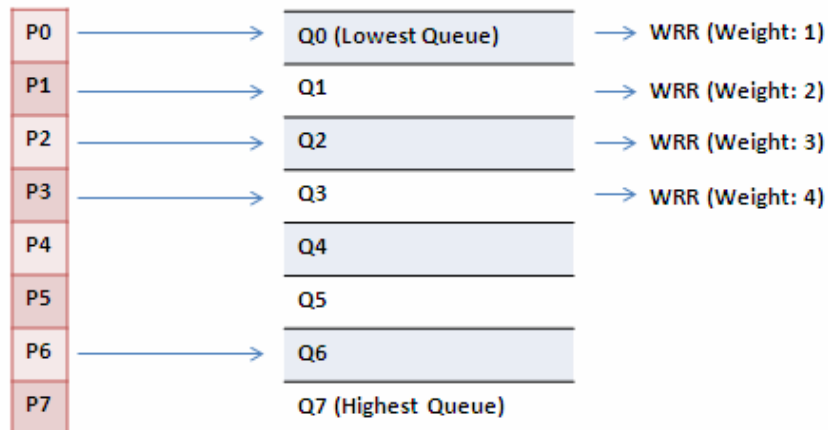 P0 Q0 (Lowest Queue) WRR (Weight: 1)
P1 Q1 WRR (Weight: 2)
P2 Q2 WRR (Weight: 3)
P3 Q3 WRR (Weight: 4)
P4 Q4
P5 Q5
P6 Q6
P7 Q7 (Highest Queue)